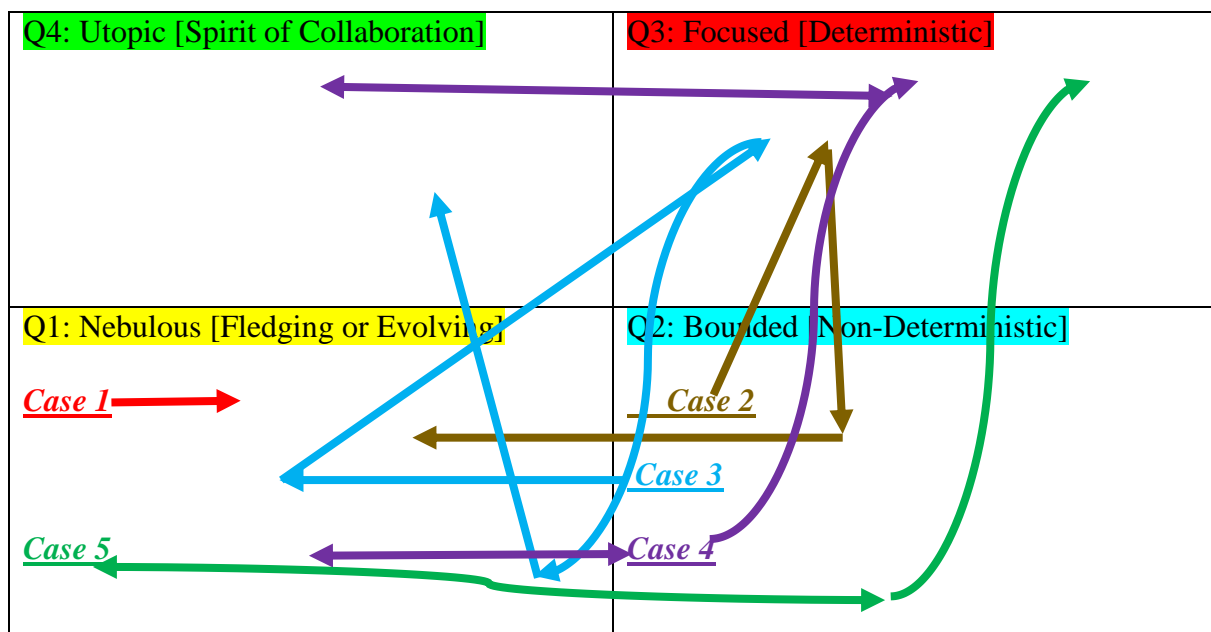 Q4: Utopic [Spirit of Collaboration]
Q3: Focused [Deterministic]
Q1: Nebulous [Fledging or Evolving]
Q2: Bounded [Non-Deterministic]
Case 1
Case 2
Case 3
Case 5
Case 4